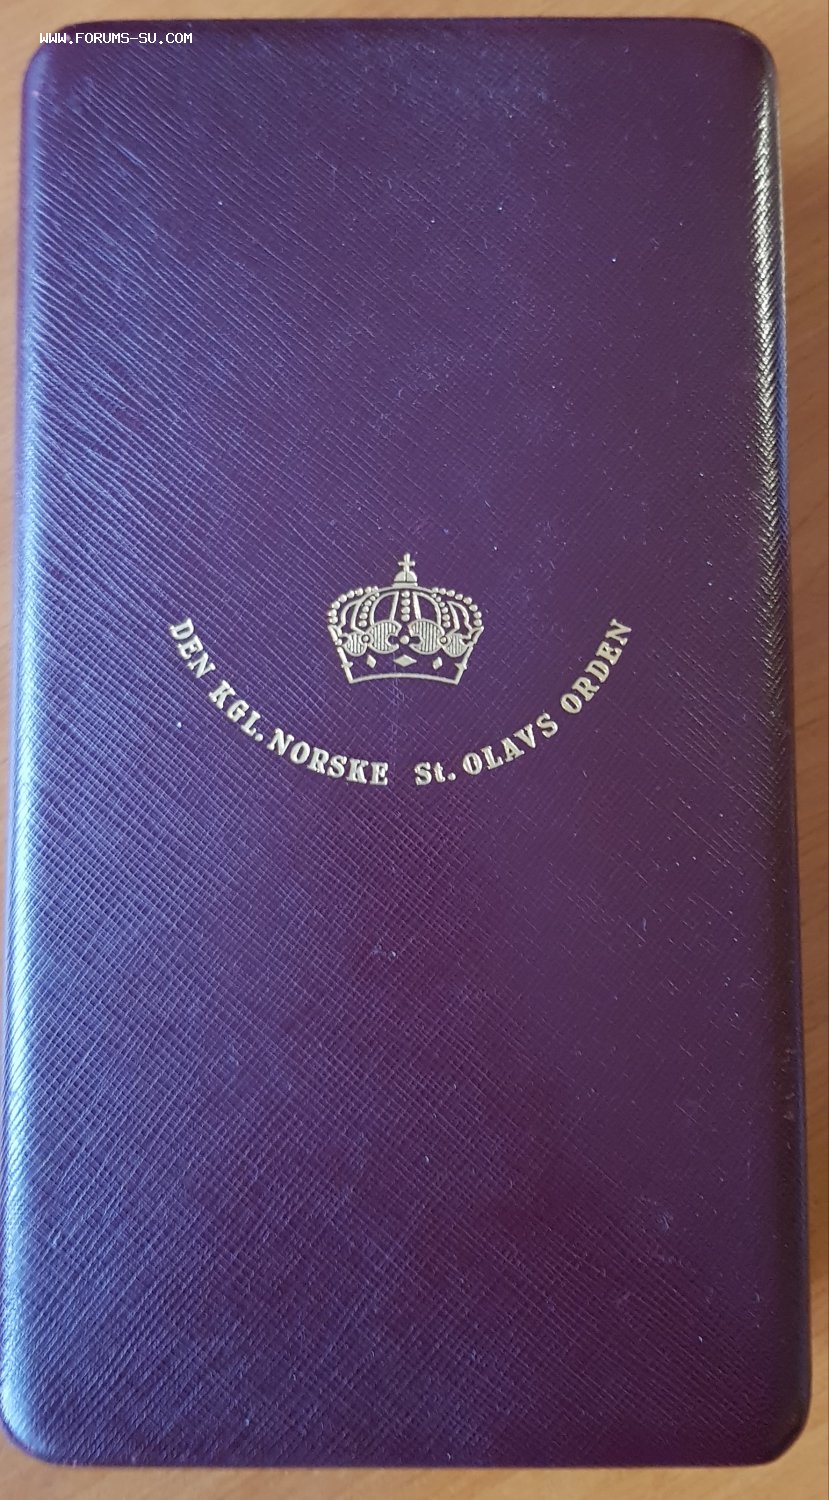 www.forums-su.com
DEN KGL. NORSKE St. OLAVS ORDEN